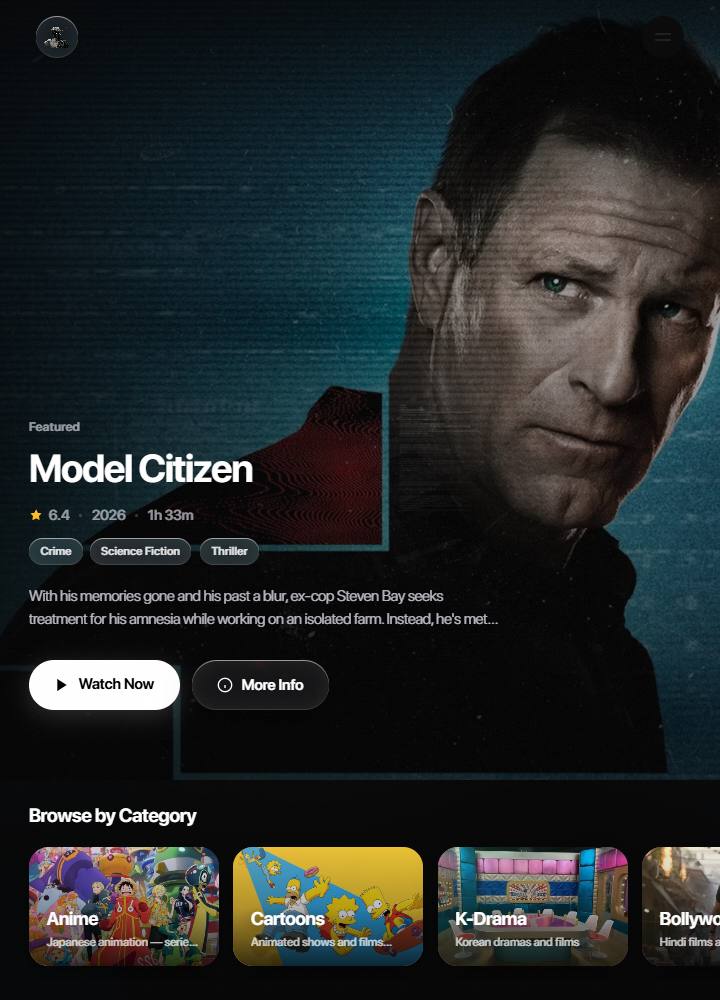 Featured
Model Citizen
6.4 · 2026 · 1h 33m
Crime Science Fiction Thriller
With his memories gone and his past a blur, ex-cop Steven Bay seeks
treatment for his amnesia while working on an isolated farm. Instead, he's met...
Watch Now More Info
Browse by Category
Anime Cartoons K-Drama Bollywo
Japanese animation — serie... Animated shows and films... Korean dramas and films Hindi films a